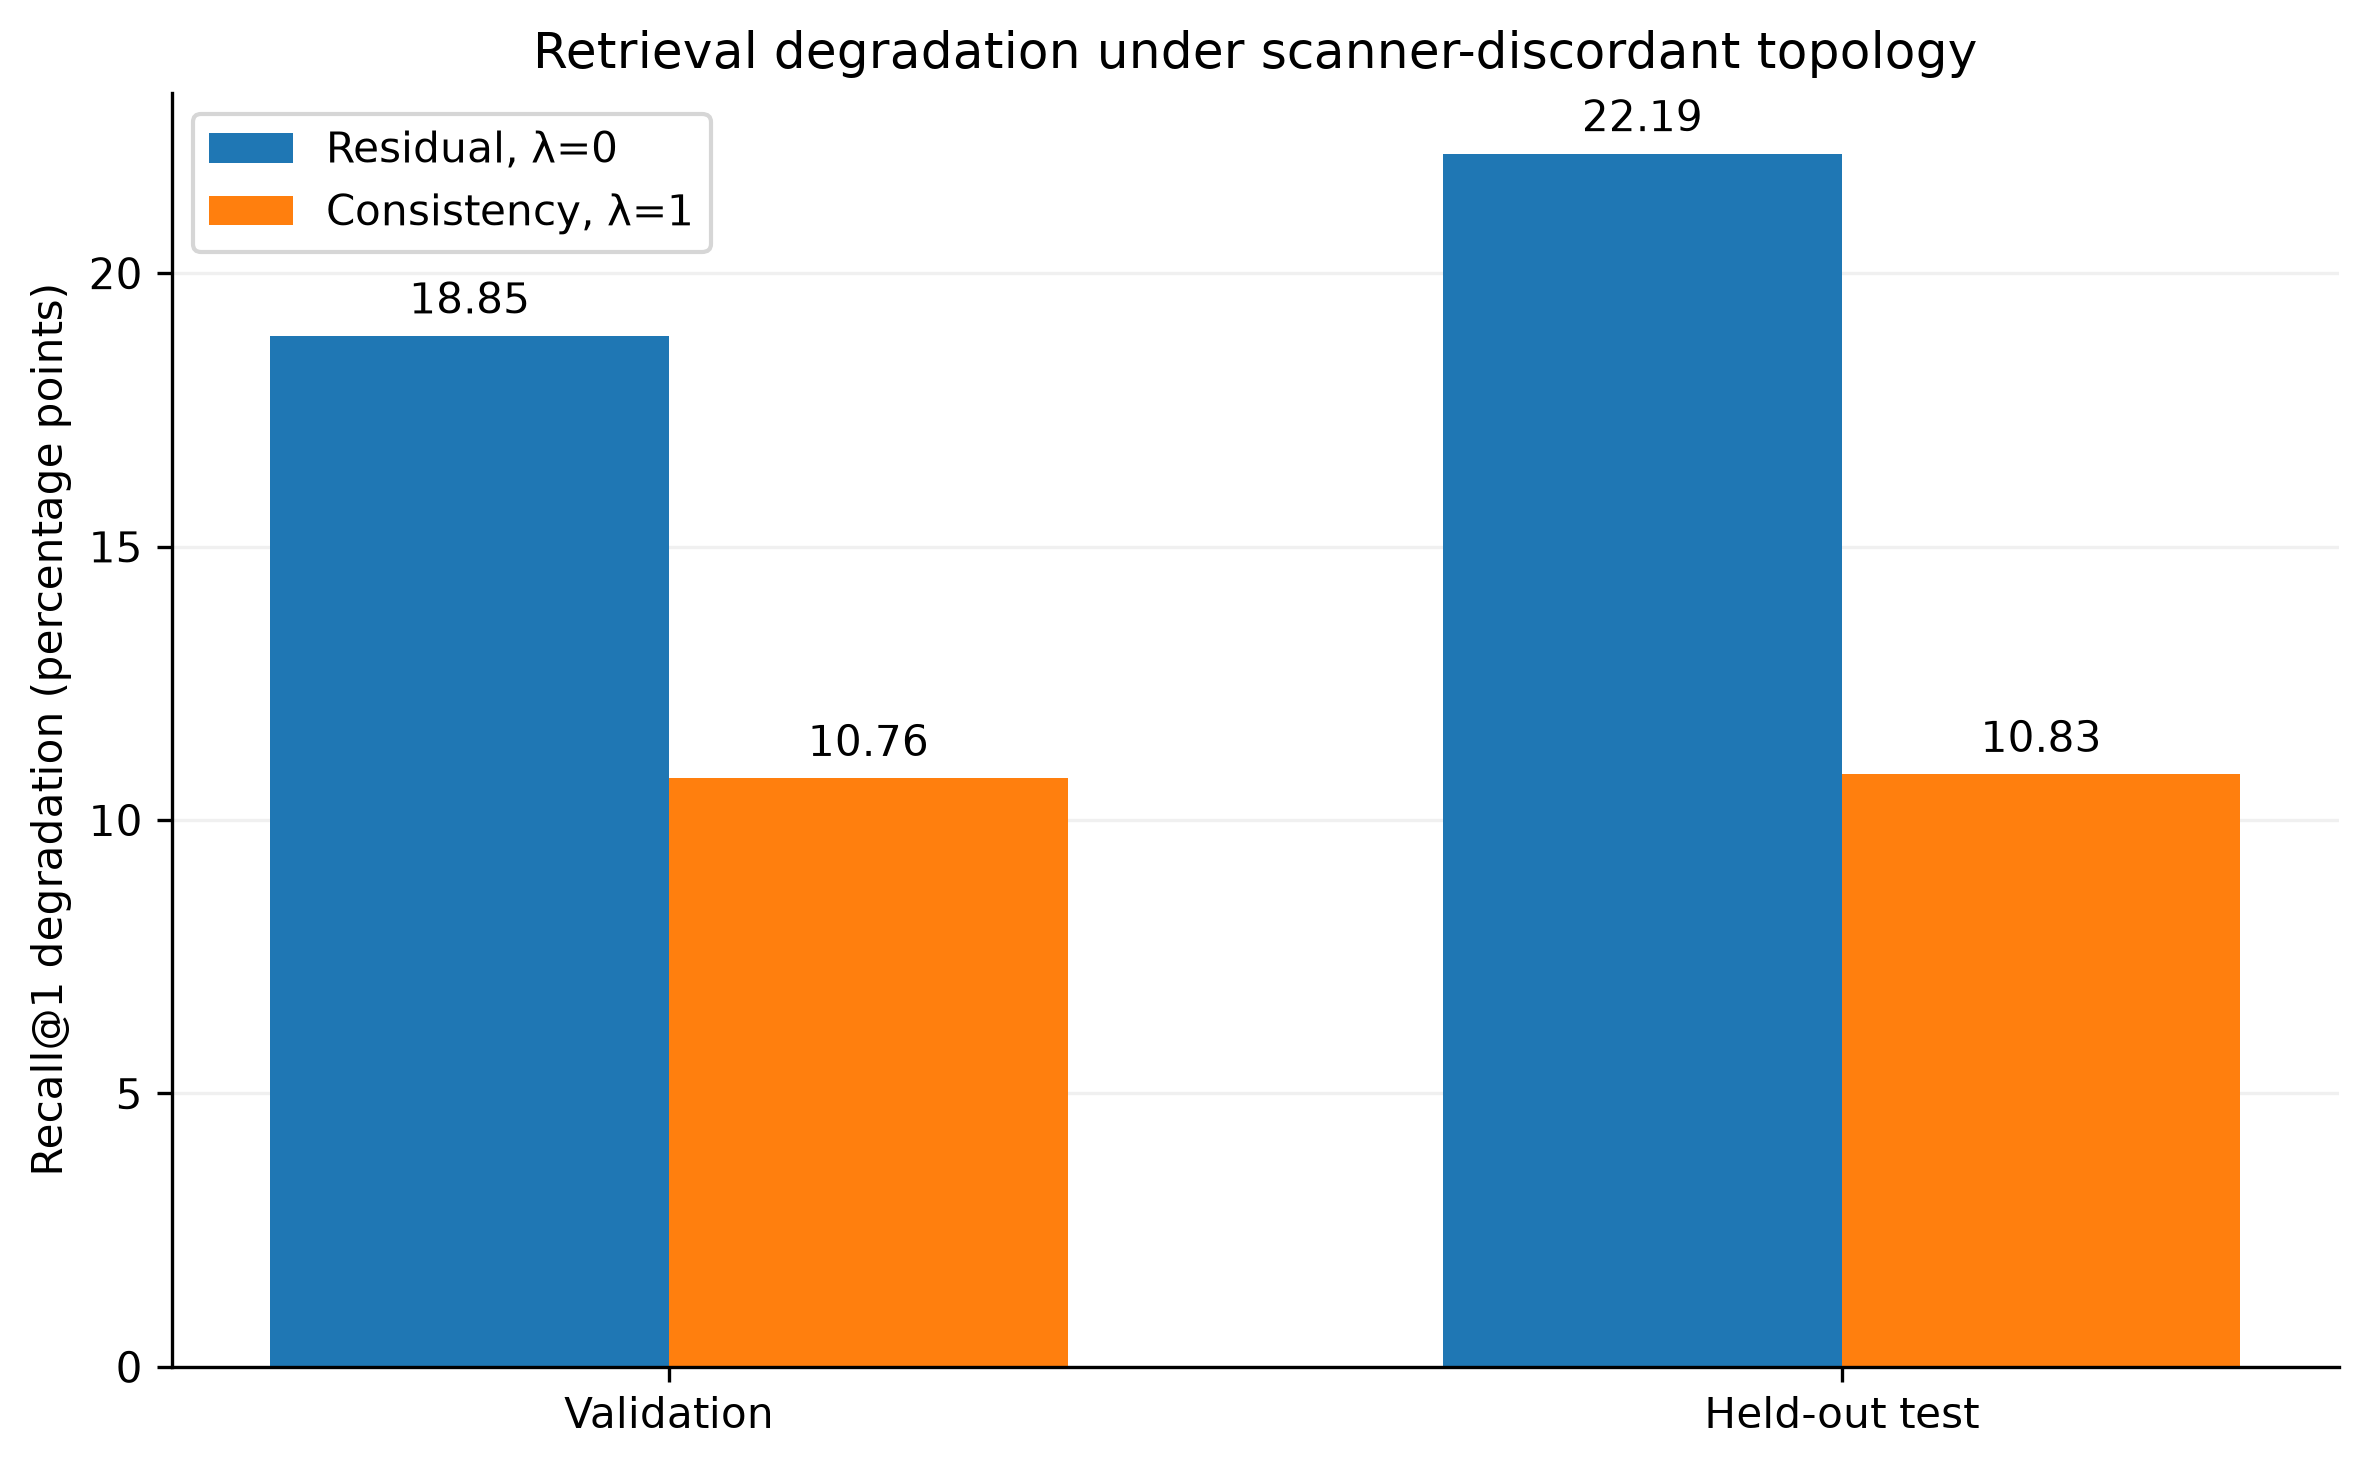 Retrieval degradation under scanner-discordant topology
Residual, λ=0
Consistency, λ=1
Recall@1 degradation (percentage points)
20
15
10
5
0
18.85
10.76
22.19
10.83
Validation
Held-out test